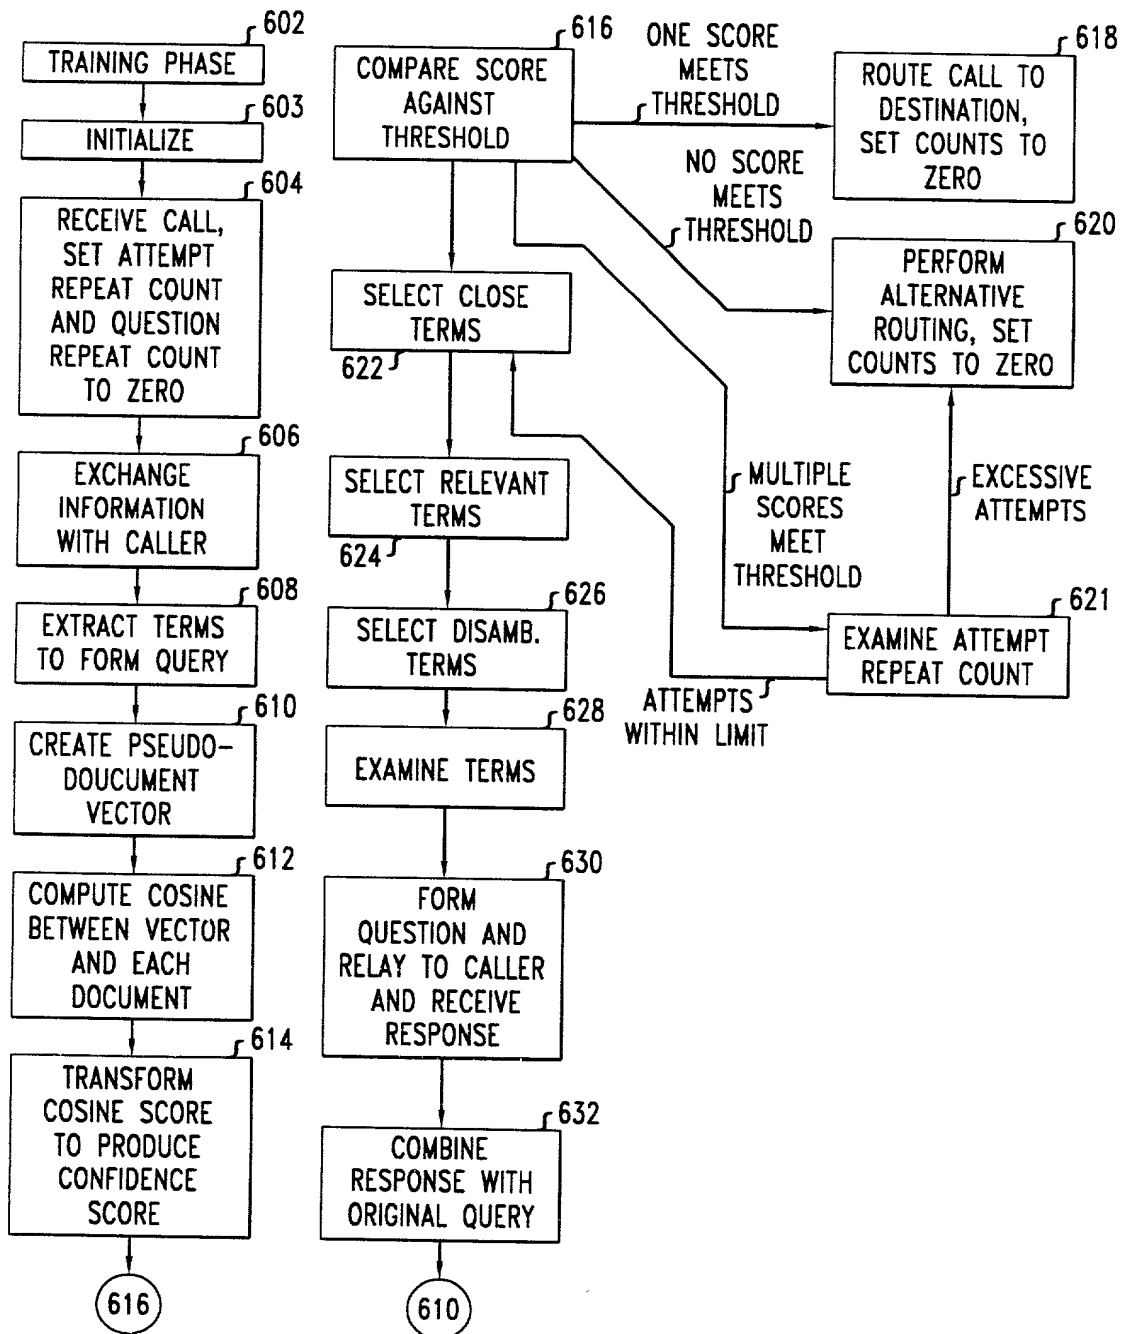 602
TRAINING PHASE
603
INITIALIZE
604
RECEIVE CALL,
SET ATTEMPT
REPEAT COUNT
AND QUESTION
REPEAT COUNT
TO ZERO
606
EXCHANGE
INFORMATION
WITH CALLER
608
EXTRACT TERMS
TO FORM QUERY
610
CREATE PSEUDO-
DOUCUMENT
VECTOR
612
COMPUTE COSINE
BETWEEN VECTOR
AND EACH
DOCUMENT
614
TRANSFORM
COSINE SCORE
TO PRODUCE
CONFIDENCE
SCORE
616
616
COMPARE SCORE
AGAINST
THRESHOLD
ONE SCORE
MEETS
THRESHOLD
618
ROUTE CALL TO
DESTINATION,
SET COUNTS TO
ZERO
NO SCORE
MEETS
THRESHOLD
620
PERFORM
ALTERNATIVE
ROUTING, SET
COUNTS TO ZERO
MULTIPLE
SCORES
MEET
THRESHOLD
EXCESSIVE
ATTEMPTS
621
EXAMINE ATTEMPT
REPEAT COUNT
ATTEMPTS
WITHIN LIMIT
SELECT CLOSE
TERMS
622
SELECT RELEVANT
TERMS
624
626
SELECT DISAMB.
TERMS
628
EXAMINE TERMS
630
FORM
QUESTION AND
RELAY TO CALLER
AND RECEIVE
RESPONSE
632
COMBINE
RESPONSE WITH
ORIGINAL QUERY
610